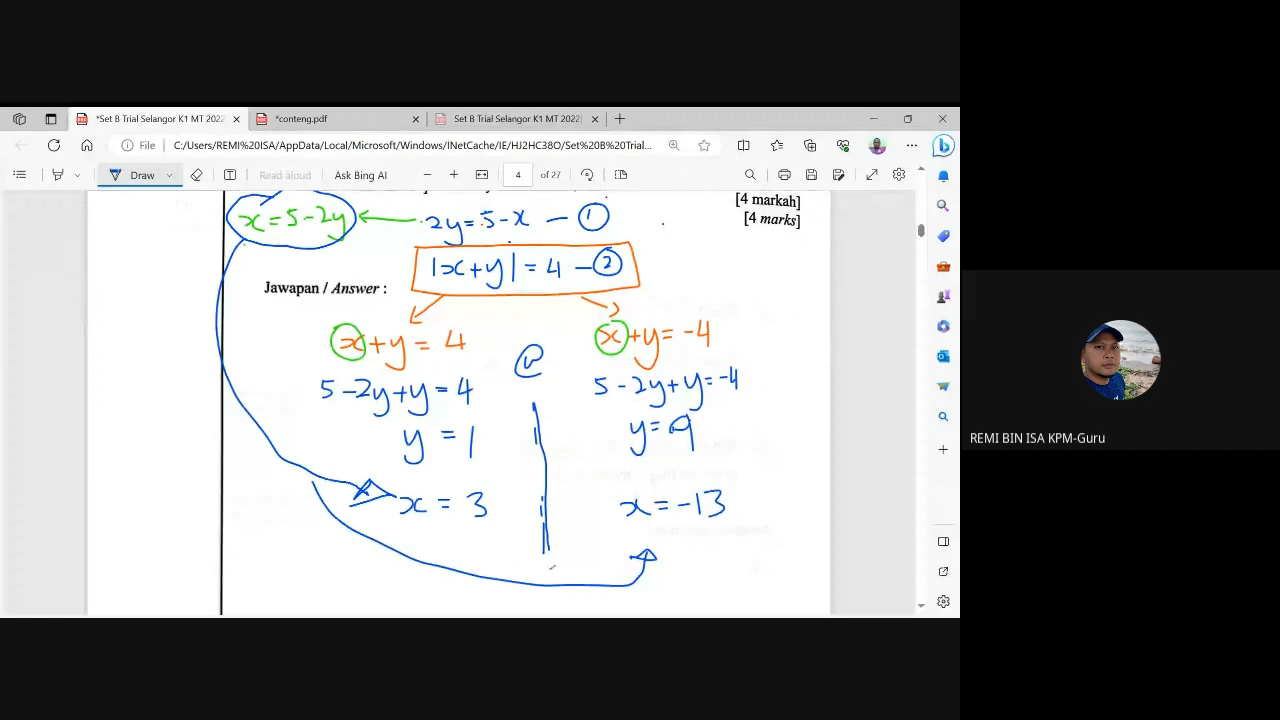 *Set B Trial Selangor K1 MT 2022
*conteng.pdf
Set B Trial Selangor K1 MT 2022
File
C:/Users/REMI%20ISA/AppData/Local/Microsoft/Windows/INetCache/IE/HJ2HC38O/Set%20B%20Trial...
Draw
Read aloud
Ask Bing AI
4
of 27
[4 markah]
[4 marks]
x = 5 - 2y ← 2y = 5 - x — ①
|x + y| = 4 — ②
Jawapan / Answer :
x + y = 4
x + y = -4
5 - 2y + y = 4
5 - 2y + y = -4
y = 1
y = 9
x = 3
x = -13
REMI BIN ISA KPM-Guru